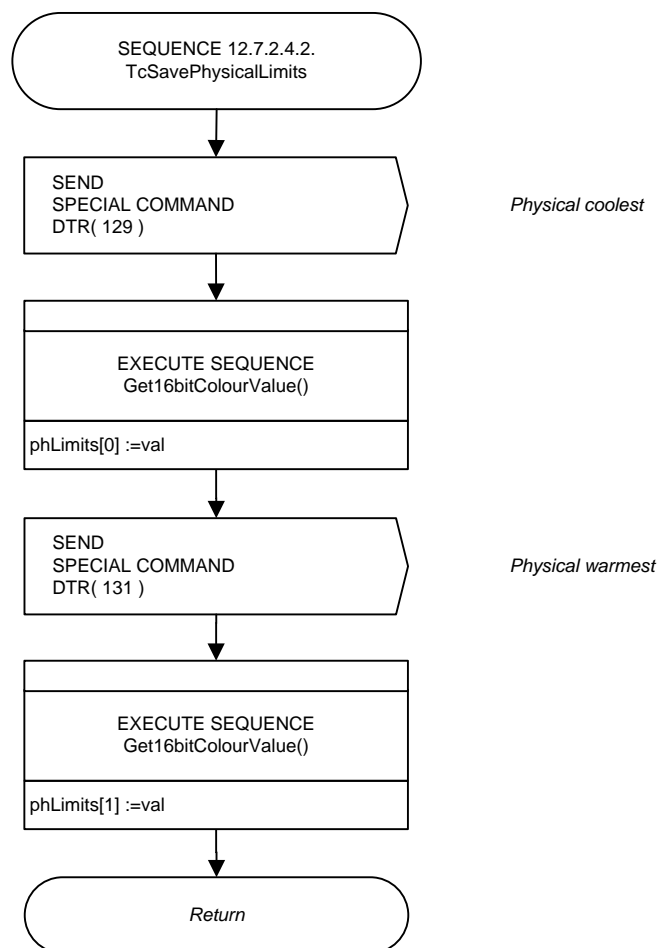 SEQUENCE 12.7.2.4.2.
TcSavePhysicalLimits
SEND
SPECIAL COMMAND
DTR( 129 )
Physical coolest
EXECUTE SEQUENCE
Get16bitColourValue()
phLimits[0] :=val
SEND
SPECIAL COMMAND
DTR( 131 )
Physical warmest
EXECUTE SEQUENCE
Get16bitColourValue()
phLimits[1] :=val
Return